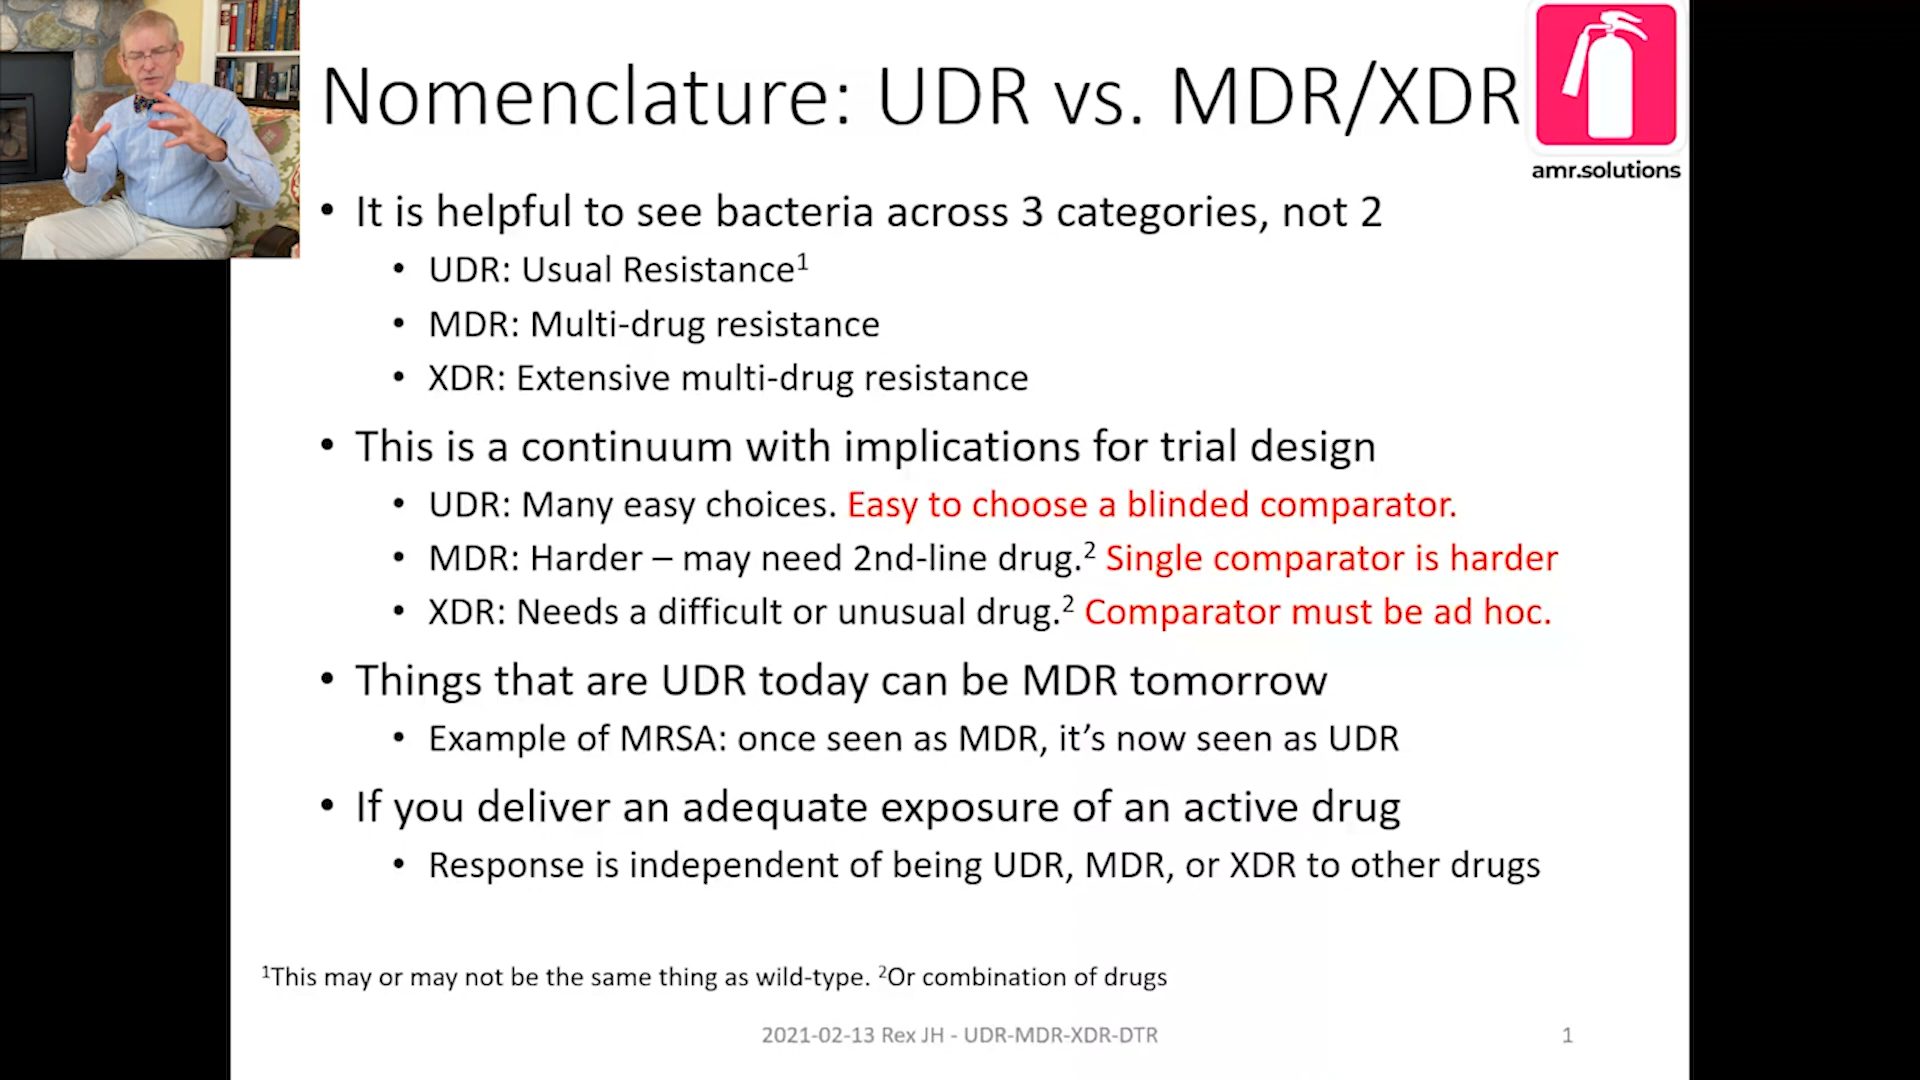 Nomenclature: UDR vs. MDR/XDR
amr.solutions
• It is helpful to see bacteria across 3 categories, not 2
• UDR: Usual Resistance¹
• MDR: Multi-drug resistance
• XDR: Extensive multi-drug resistance
• This is a continuum with implications for trial design
• UDR: Many easy choices. Easy to choose a blinded comparator.
• MDR: Harder – may need 2nd-line drug.² Single comparator is harder
• XDR: Needs a difficult or unusual drug.² Comparator must be ad hoc.
• Things that are UDR today can be MDR tomorrow
• Example of MRSA: once seen as MDR, it’s now seen as UDR
• If you deliver an adequate exposure of an active drug
• Response is independent of being UDR, MDR, or XDR to other drugs
¹This may or may not be the same thing as wild-type. ²Or combination of drugs
2021-02-13 Rex JH - UDR-MDR-XDR-DTR
1